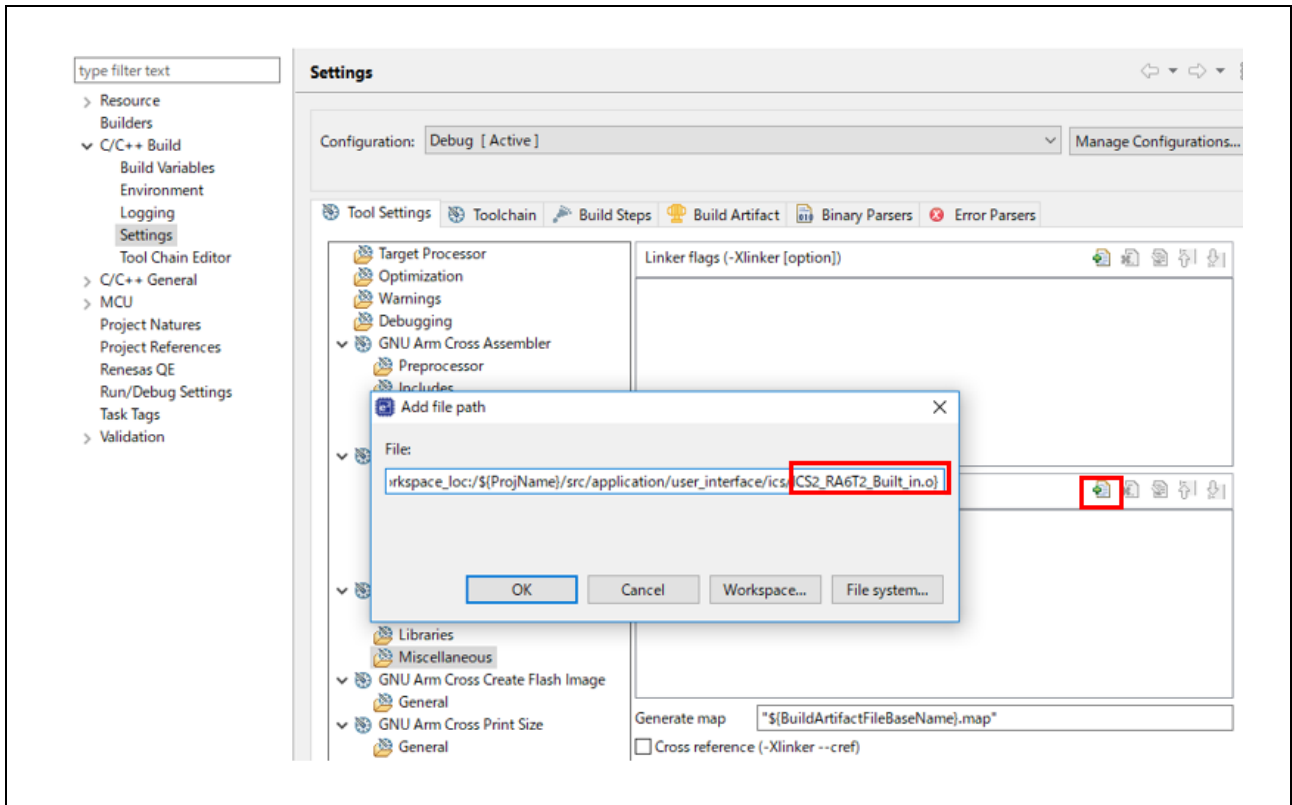 type filter text
Resource
Builders
C/C++ Build
Build Variables
Environment
Logging
Settings
Tool Chain Editor
C/C++ General
MCU
Project Natures
Project References
Renesas QE
Run/Debug Settings
Task Tags
Validation
Settings
Configuration: Debug [ Active ] Manage Configurations...
Tool Settings Toolchain Build Steps Build Artifact Binary Parsers Error Parsers
Target Processor
Optimization
Warnings
Debugging
GNU Arm Cross Assembler
Preprocessor
Includes
Linker flags (-Xlinker [option])
Add file path
File:
rkspace_loc:/${ProjName}/src/application/user_interface/ics/ICS2_RA6T2_Built_in.o}
OK Cancel Workspace... File system...
Libraries
Miscellaneous
GNU Arm Cross Create Flash Image
General
GNU Arm Cross Print Size
General
Generate map "${BuildArtifactFileBaseName}.map"
Cross reference (-Xlinker --cref)